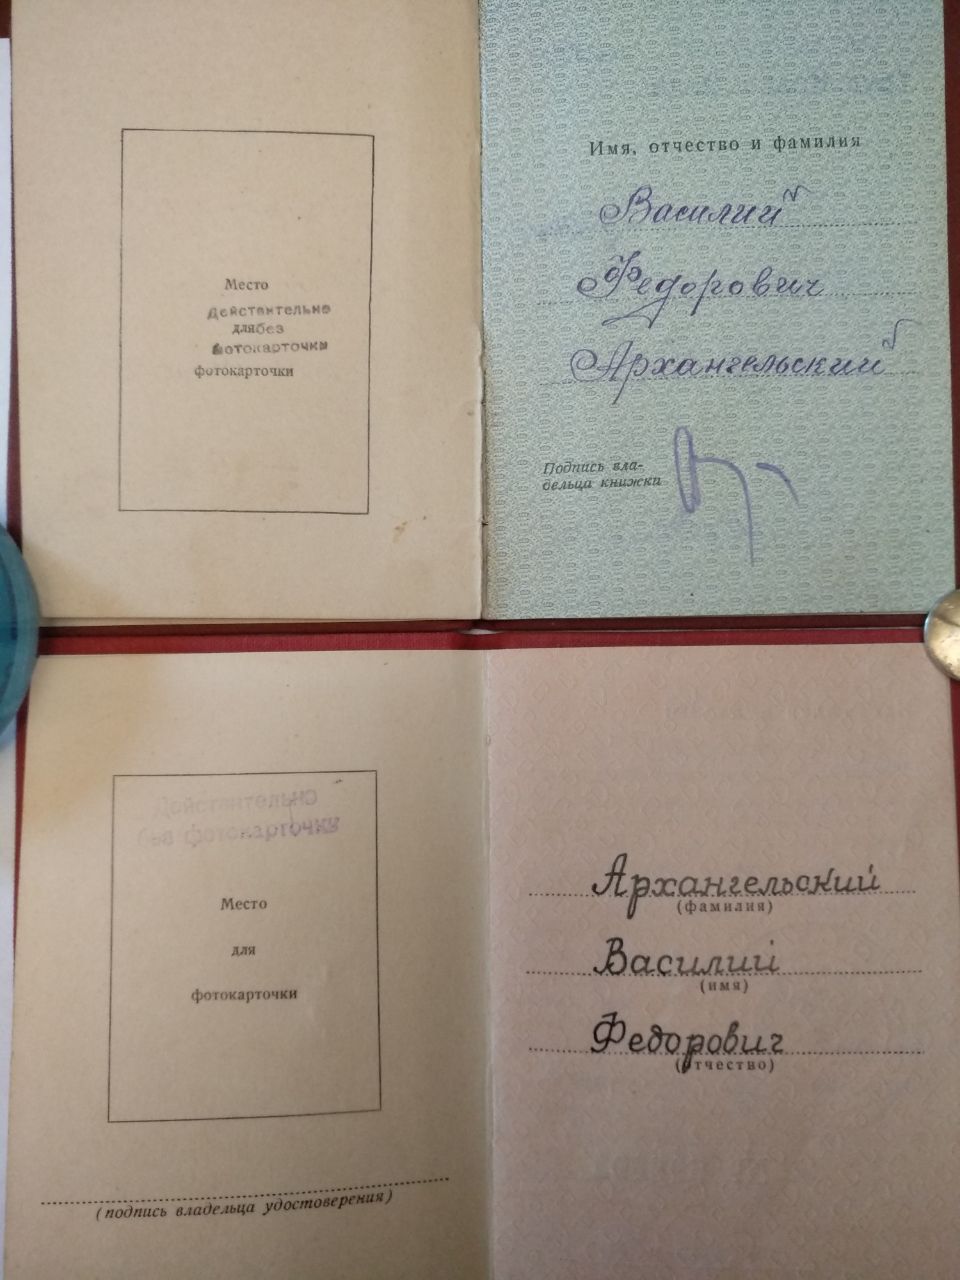 Место
Действительно
для без
фотокарточки
фотокарточки
Имя, отчество и фамилия
Василий
Федорович
Архангельский
Подпись вла-
дельца книжки
Действительно
без фотокарточки
Место
для
фотокарточки
(подпись владельца удостоверения)
Архангельский
(фамилия)
Василий
(имя)
Федорович
(отчество)